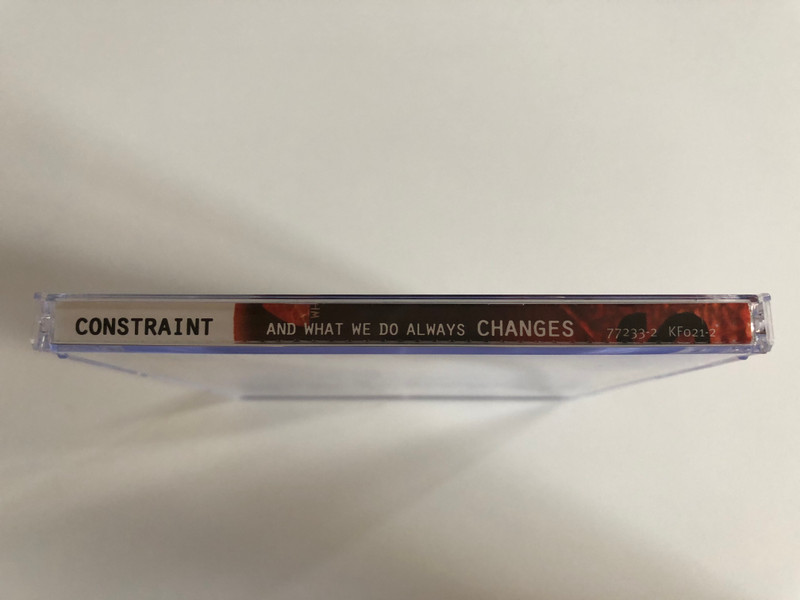 CONSTRAINT AND WHAT WE DO ALWAYS CHANGES 77233-2 KF021-2